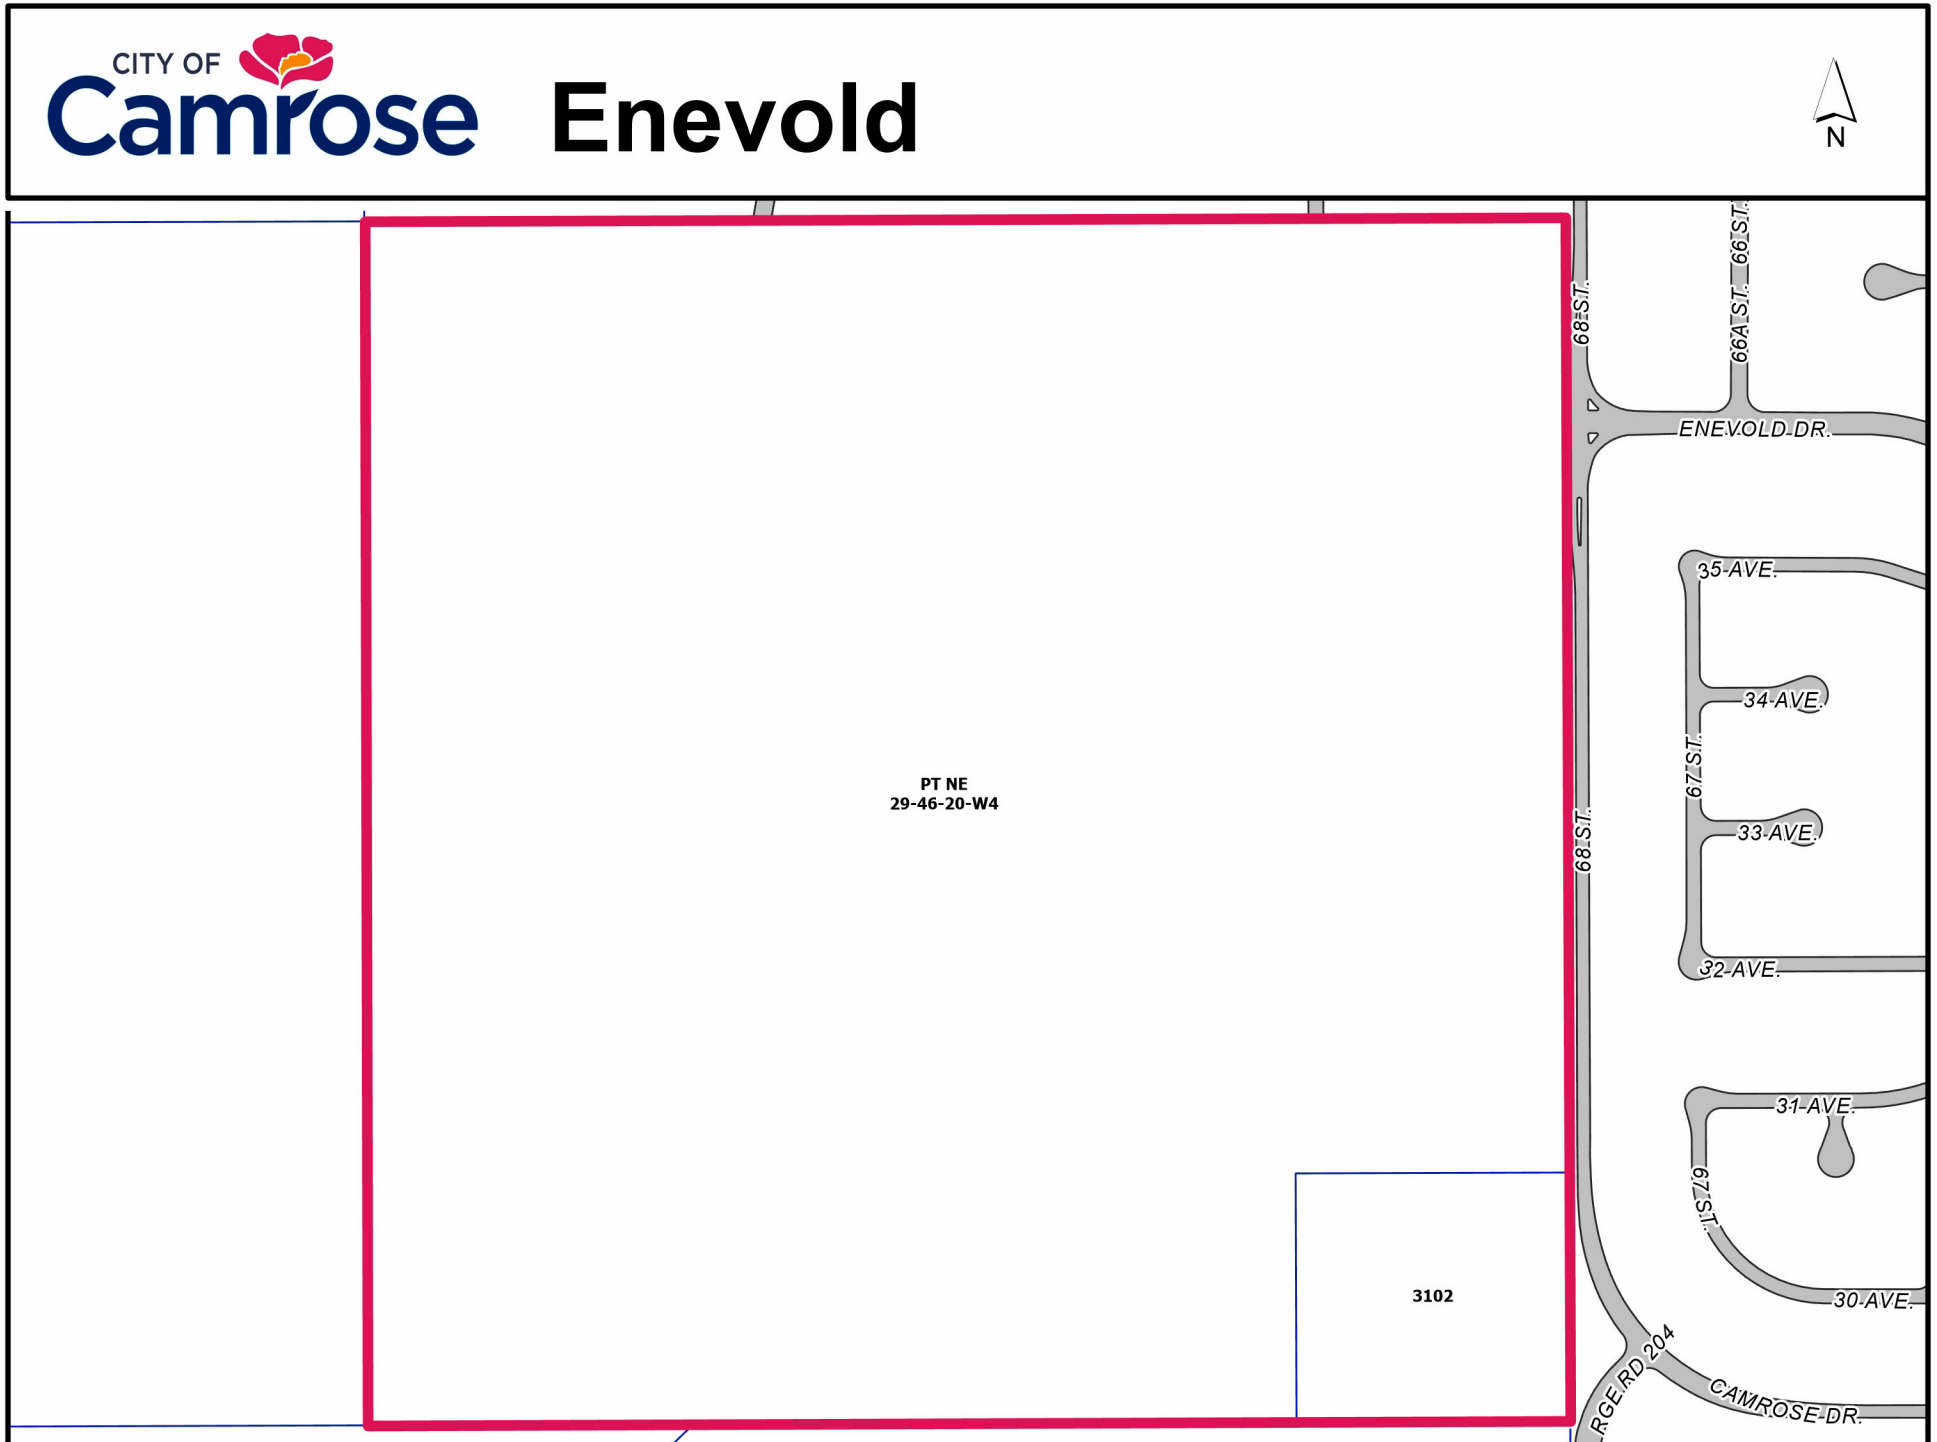 CITY OF
Camrose
Enevold
N
66 ST.
68 ST.
66A ST.
ENEVOLD DR.
35 AVE.
34 AVE.
67 ST.
PT NE
29-46-20-W4
68 ST.
33 AVE.
32 AVE.
31 AVE.
67 ST.
3102
30 AVE.
RGE RD 204
CAMROSE DR.